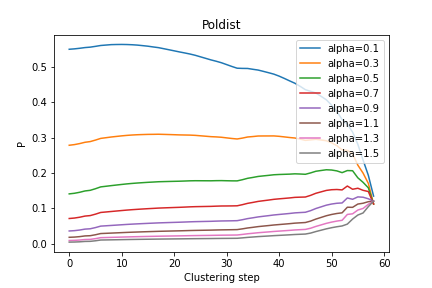 Poldist
alpha=0.1
alpha=0.3
alpha=0.5
alpha=0.7
alpha=0.9
alpha=1.1
alpha=1.3
alpha=1.5
P
0.5
0.4
0.3
0.2
0.1
0.0
0 10 20 30 40 50 60
Clustering step